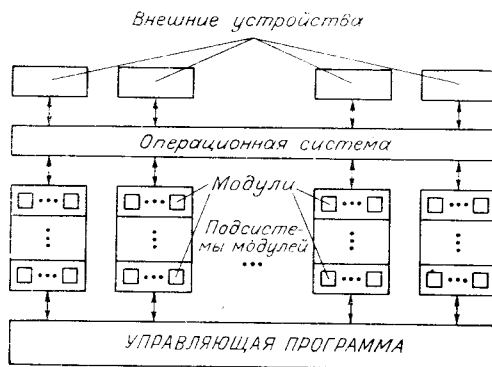 Внешние устройства
Операционная система
Модули
Подсисте-
мы модулей
УПРАВЛЯЮЩАЯ ПРОГРАММА